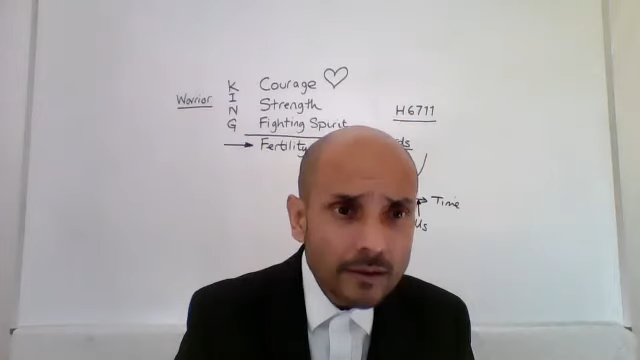 K Courage
Warrior I Strength
N H6711
G Fighting Spirit
Fertility
Time
Us